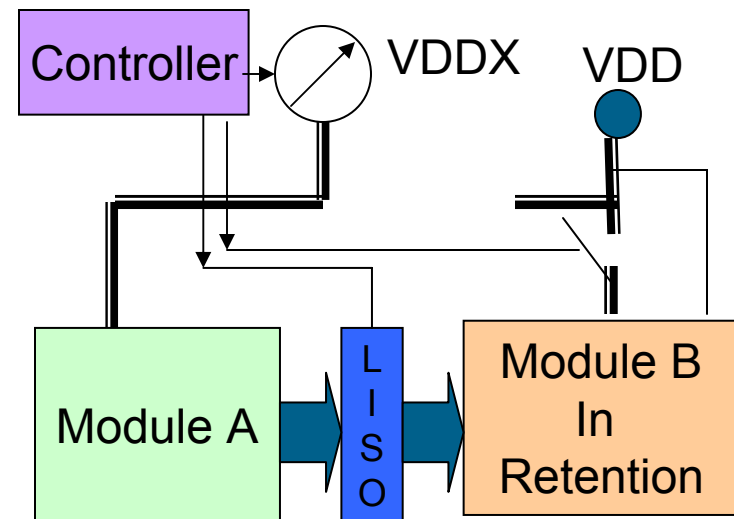 Controller
VDDX
VDD
Module A
L
I
S
O
Module B
In
Retention